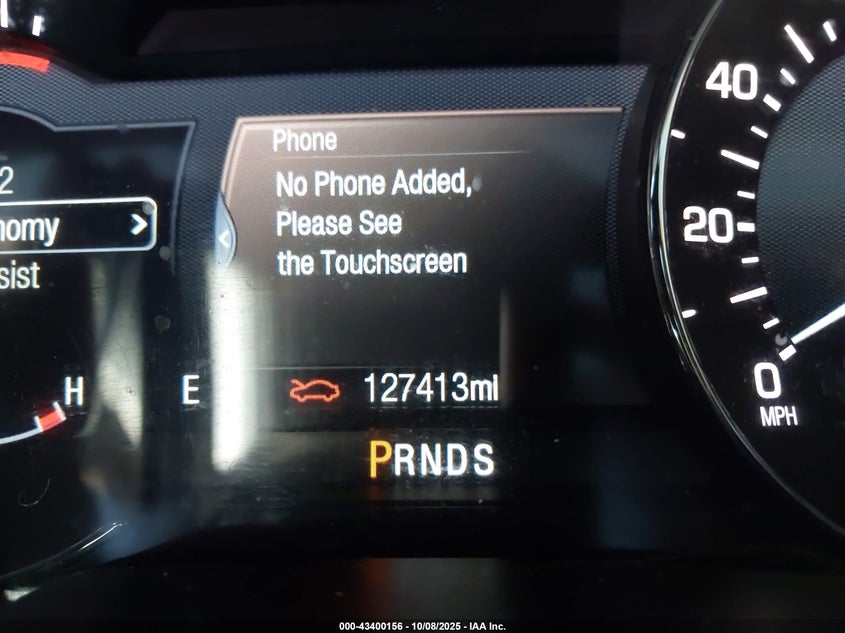 Phone
No Phone Added,
Please See
the Touchscreen
2
nomy >
sist
<
H
E
127413mi
PRNDS
40
20
0
MPH
000-43400156 - 10/08/2025 - IAA Inc.